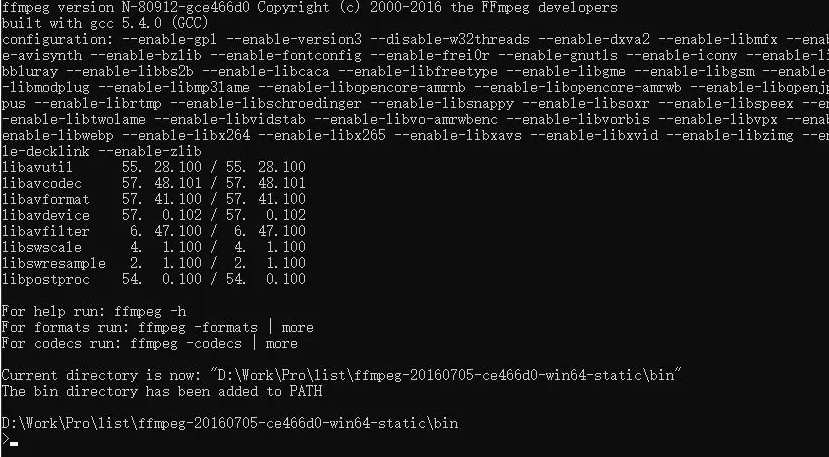 ffmpeg version N-80912-gce466d0 Copyright (c) 2000-2016 the FFmpeg developers
built with gcc 5.4.0 (GCC)
configuration: --enable-gpl --enable-version3 --disable-w32threads --enable-dxva2 --enable-libmfx --ena
e-avisynth --enable-bzlib --enable-fontconfig --enable-frei0r --enable-gnutls --enable-iconv --enable-l
bbluray --enable-libbs2b --enable-libcaca --enable-libfreetype --enable-libgme --enable-libgsm --enable
-libmodplug --enable-libmp3lame --enable-libopencore-amrnb --enable-libopencore-amrwb --enable-libopenjp
pus --enable-librtmp --enable-libschroedinger --enable-libsnappy --enable-libsoxr --enable-libspeex --en
-enable-libtwolame --enable-libvidstab --enable-libvo-amrwbenc --enable-libvorbis --enable-libvpx --ena
enable-libwebp --enable-libx264 --enable-libx265 --enable-libxavs --enable-libxvid --enable-libzimg --en
le-decklink --enable-zlib
libavutil 55. 28.100 / 55. 28.100
libavcodec 57. 48.101 / 57. 48.101
libavformat 57. 41.100 / 57. 41.100
libavdevice 57. 0.102 / 57. 0.102
libavfilter 6. 47.100 / 6. 47.100
libswscale 4. 1.100 / 4. 1.100
libswresample 2. 1.100 / 2. 1.100
libpostproc 54. 0.100 / 54. 0.100
For help run: ffmpeg -h
For formats run: ffmpeg -formats | more
For codecs run: ffmpeg -codecs | more
Current directory is now: "D:\Work\Pro\list\ffmpeg-20160705-ce466d0-win64-static\bin"
The bin directory has been added to PATH
D:\Work\Pro\list\ffmpeg-20160705-ce466d0-win64-static\bin
>